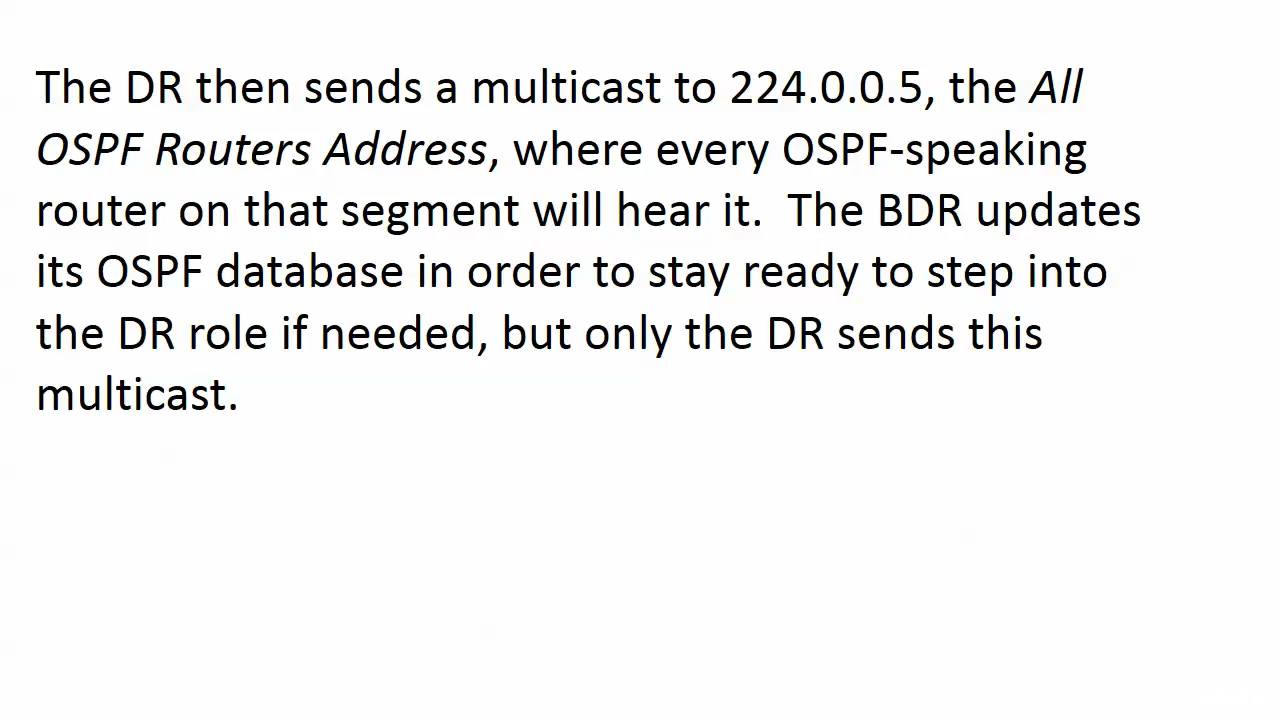 The DR then sends a multicast to 224.0.0.5, the All
OSPF Routers Address, where every OSPF-speaking
router on that segment will hear it.  The BDR updates
its OSPF database in order to stay ready to step into
the DR role if needed, but only the DR sends this
multicast.